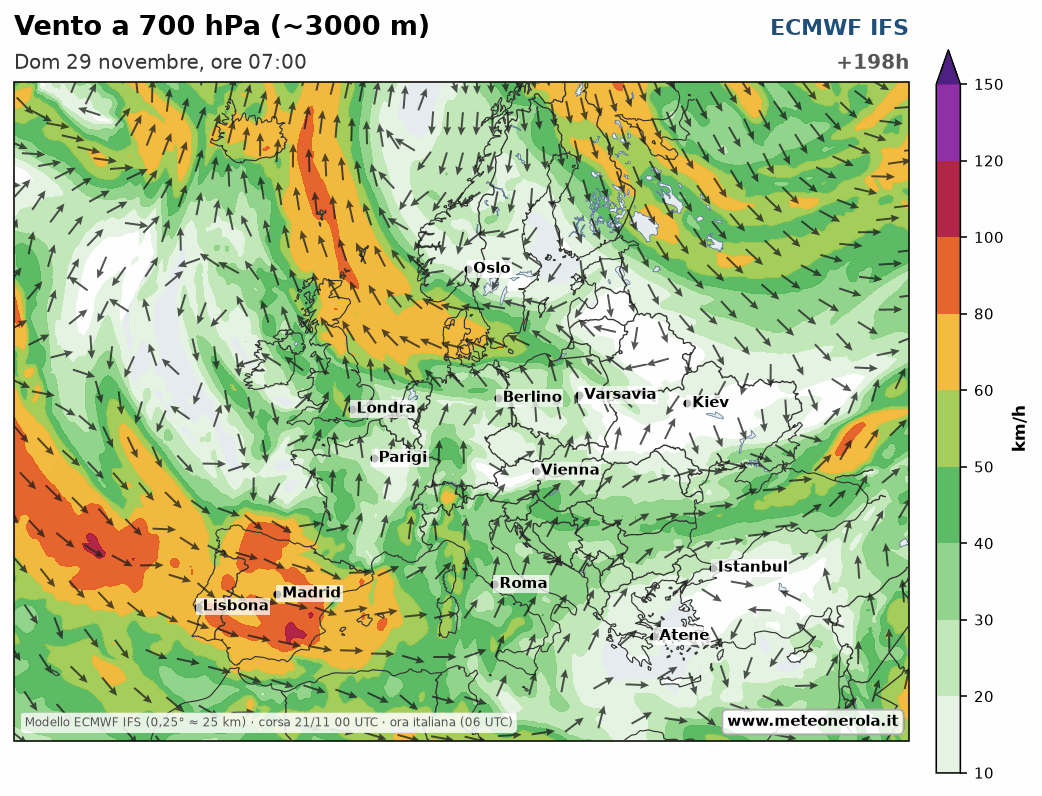 Vento a 700 hPa (~3000 m)
ECMWF IFS
Dom 29 novembre, ore 07:00
+198h
150
120
100
80
60
50
40
30
20
10
km/h
Oslo
Berlino
Varsavia
Kiev
Londra
Parigi
Vienna
Istanbul
Roma
Madrid
Lisbona
Atene
Modello ECMWF IFS (0,25° ≈ 25 km) · corsa 21/11 00 UTC · ora italiana (06 UTC)
www.meteonerola.it